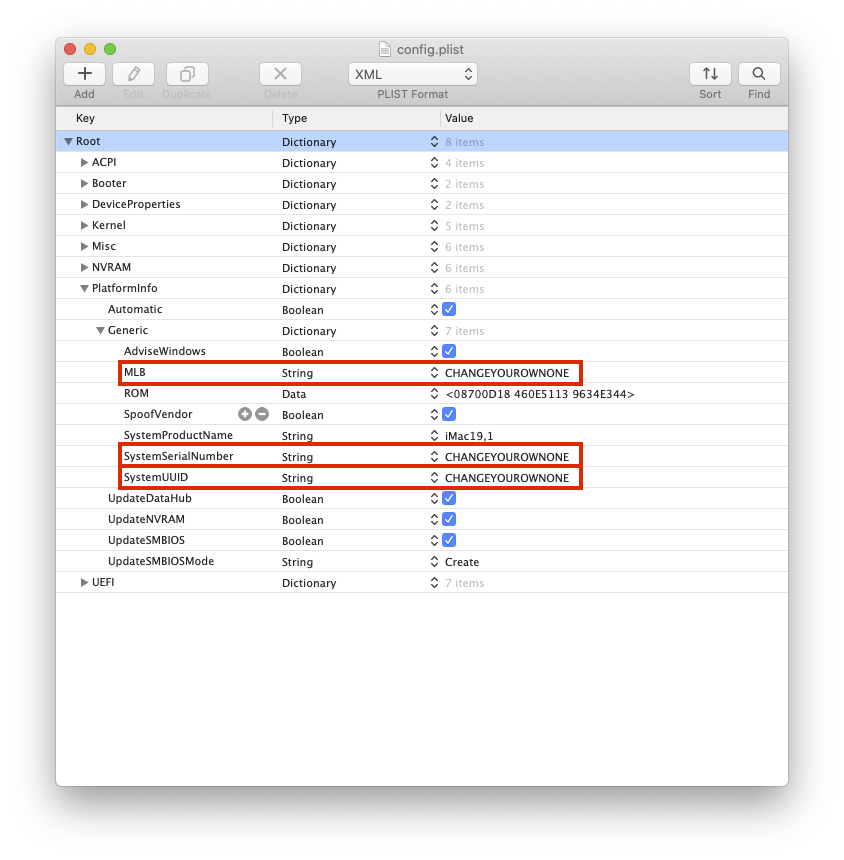 config.plist
XML
Add Edit Duplicate Delete PLIST Format Sort Find
Key Type Value
Root Dictionary 8 items
ACPI Dictionary 4 items
Booter Dictionary 2 items
DeviceProperties Dictionary 2 items
Kernel Dictionary 5 items
Misc Dictionary 6 items
NVRAM Dictionary 6 items
PlatformInfo Dictionary 6 items
Automatic Boolean
Generic Dictionary 7 items
AdviseWindows Boolean
MLB String CHANGEYOUROWNONE
ROM Data <08700D18 460E5113 9634E344>
SpoofVendor Boolean
SystemProductName String iMac19,1
SystemSerialNumber String CHANGEYOUROWNONE
SystemUUID String CHANGEYOUROWNONE
UpdateDataHub Boolean
UpdateNVRAM Boolean
UpdateSMBIOS Boolean
UpdateSMBIOSMode String Create
UEFI Dictionary 7 items